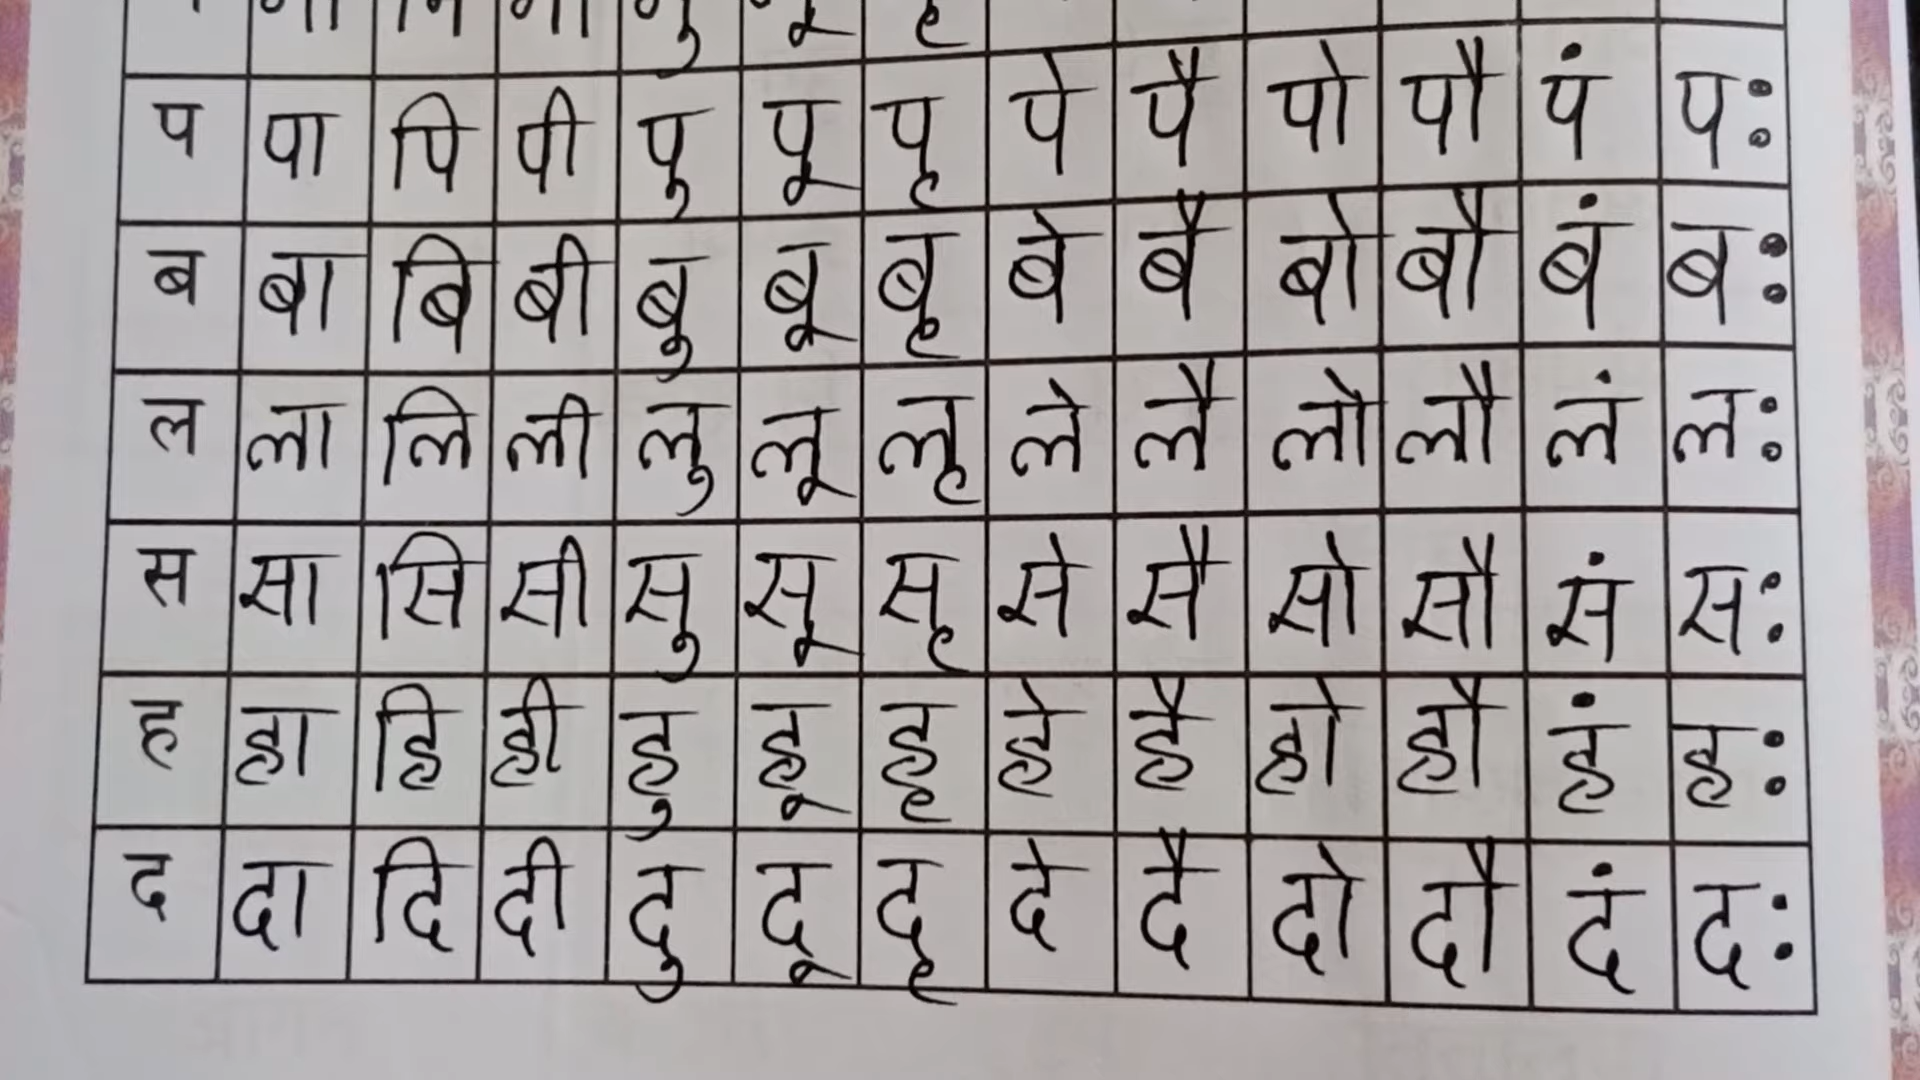 प पा पि पी पु पू पृ पे पै पो पौ पं पः
ब बा बि बी बु बू बृ बे बै बो बौ बं बः
ल ला लि ली लु लू लृ ले लै लो लौ लं लः
स सा सि सी सु सू सृ से सै सो सौ सं सः
ह हा हि ही हु हू हृ हे है हो हौ हं हः
द दा दि दी दु दू दृ दे दै दो दौ दं दः